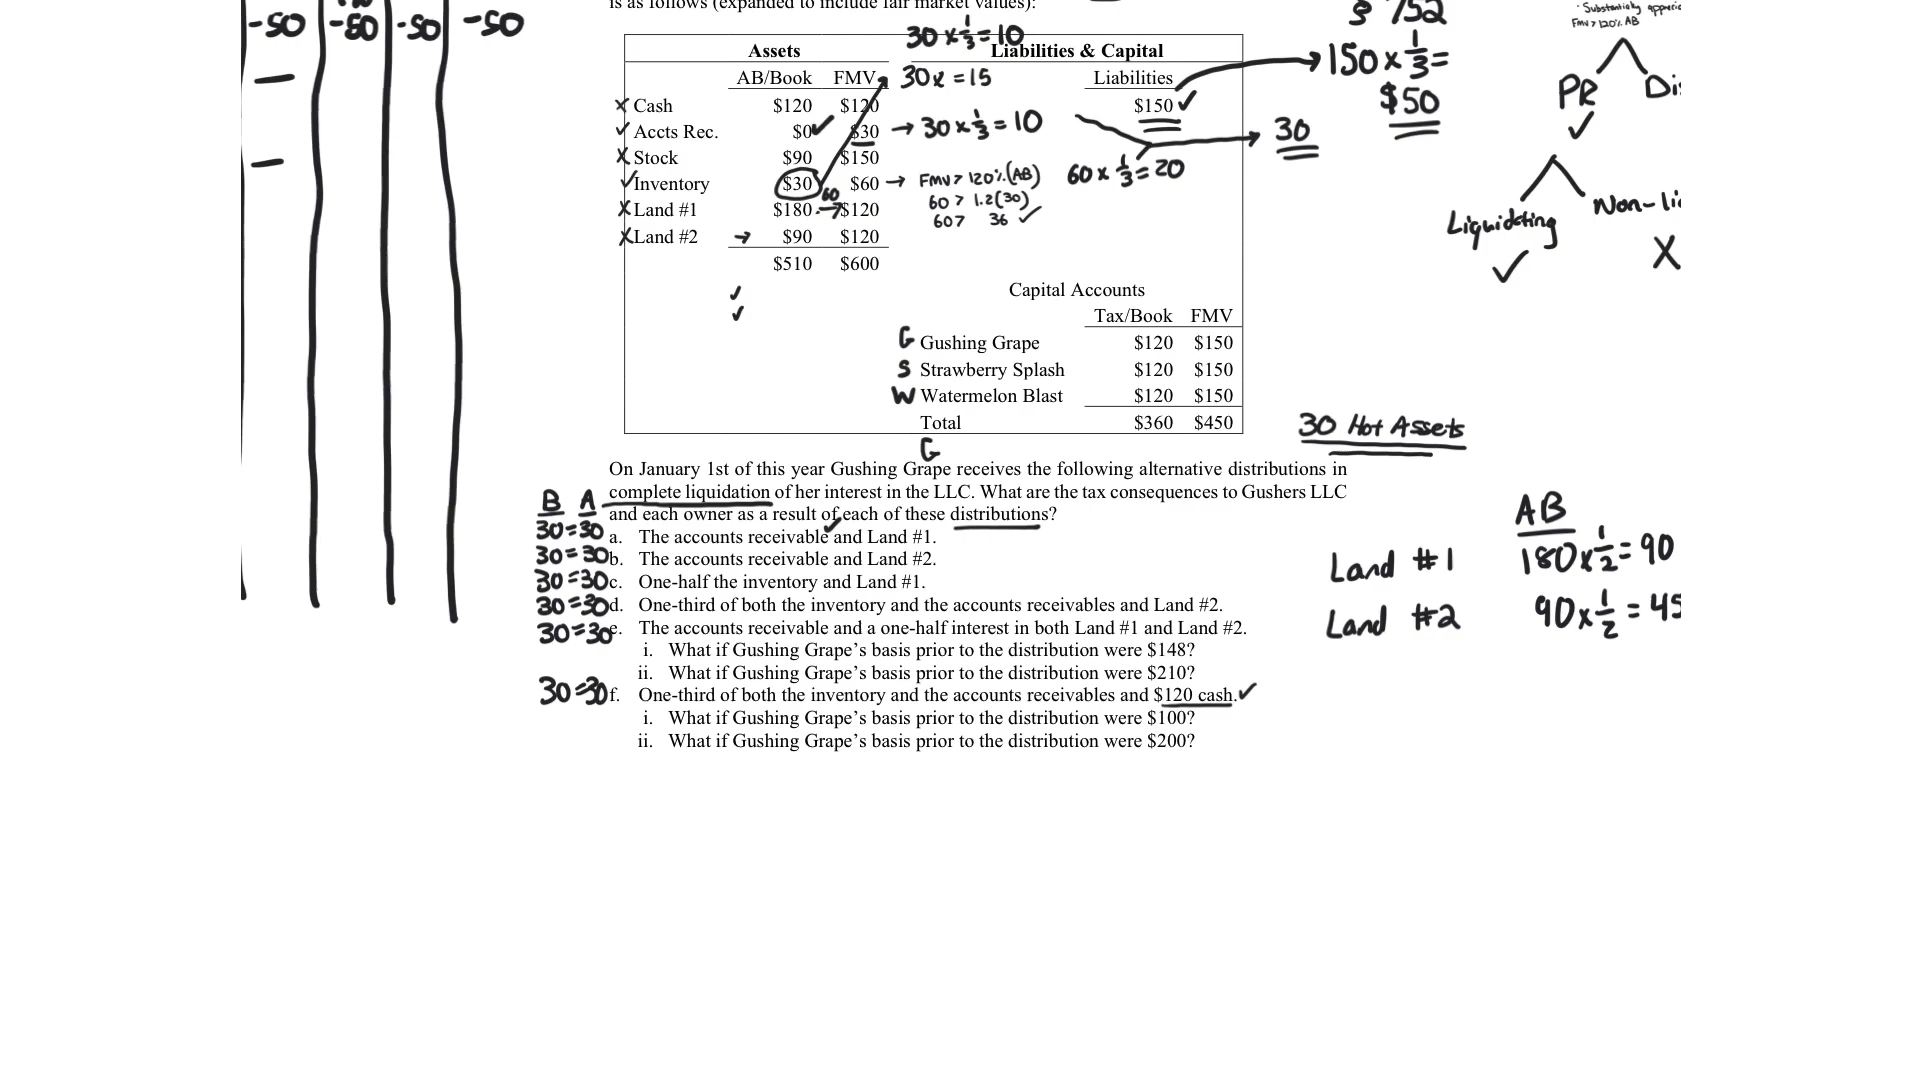 is as follows (expanded to include fair market values):
-50 -50 -50 -50
30 x 1/3 = 10
Assets Liabilities & Capital
AB/Book FMV 30x = 15 Liabilities
X Cash $120 $120 $150 ✓
✓ Accts Rec. $0 ✓ $30 → 30 x 1/3 = 10
X Stock $90 $150
✓ Inventory $30 $60 → FMV > 120% (AB) 60 x 1/3 = 20
60
60 > 1.2(30)
X Land #1 $180 → $120
60 > 36 ✓
X Land #2 → $90 $120
$510 $600
✓
✓
30
§ 752
150 x 1/3 =
$50
· Substantially
FMV > 120% AB
PR
✓
Liquidating
✓
X
Capital Accounts
Tax/Book FMV
G Gushing Grape $120 $150
S Strawberry Splash $120 $150
W Watermelon Blast $120 $150
Total $360 $450
30 Hot Assets
G
On January 1st of this year Gushing Grape receives the following alternative distributions in
complete liquidation of her interest in the LLC. What are the tax consequences to Gushers LLC
and each owner as a result of each of these distributions?
B A
30 = 30 a. The accounts receivable and Land #1.
30 = 30 b. The accounts receivable and Land #2.
30 = 30 c. One-half the inventory and Land #1.
30 = 30 d. One-third of both the inventory and the accounts receivables and Land #2.
30 = 30 e. The accounts receivable and a one-half interest in both Land #1 and Land #2.
i. What if Gushing Grape’s basis prior to the distribution were $148?
ii. What if Gushing Grape’s basis prior to the distribution were $210?
30 = 30 f. One-third of both the inventory and the accounts receivables and $120 cash. ✓
i. What if Gushing Grape’s basis prior to the distribution were $100?
ii. What if Gushing Grape’s basis prior to the distribution were $200?
AB
Land #1 180 x 1/2 = 90
Land #2 90 x 1/2 = 45